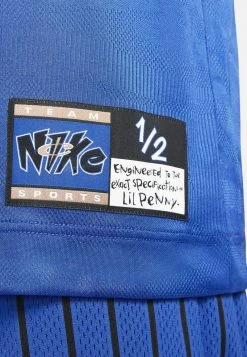 TEAM
NIKE
SPORTS
1/2
ENGINEERED TO THE
EXACT SPECIFICATIONS OF
LIL PENNY.